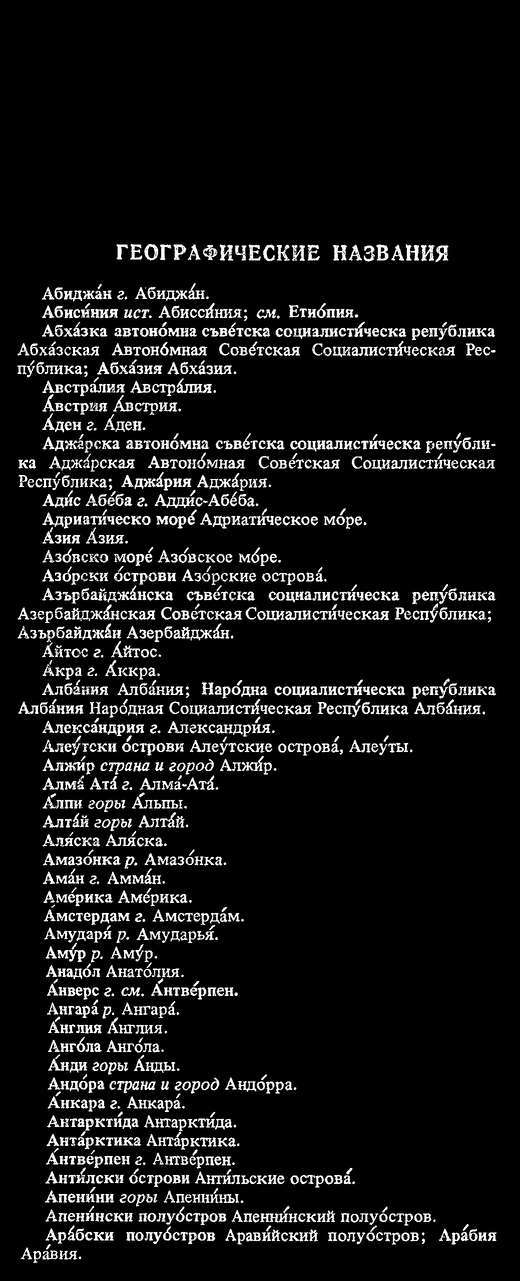 ГЕОГРАФИЧЕСКИЕ НАЗВАНИЯ
Абиджа́н г. Абиджа́н.
Абиси́ния ист. Абисси́ния; см. Етио́пия.
Абха́зка автоно́мна съве́тска социалисти́ческа репу́блика
Абха́зская Автоно́мная Сове́тская Социалисти́ческая Рес-
пу́блика; Абха́зия Абха́зия.
Австра́лия Австра́лия.
А́встрия А́встрия.
А́ден г. А́ден.
Аджа́рска автоно́мна съве́тска социалисти́ческа репу́бли-
ка Аджа́рская Автоно́мная Сове́тская Социалисти́ческая
Респу́блика; Аджа́рия Аджа́рия.
Ади́с Абе́ба г. Адди́с-Абе́ба.
Адриати́ческо море́ Адриати́ческое мо́ре.
А́зия А́зия.
Азо́вско море́ Азо́вское мо́ре.
Азо́рски о́строви Азо́рские острова́.
Азърбайджа́нска съве́тска социалисти́ческа репу́блика
Азербайджа́нская Сове́тская Социалисти́ческая Респу́блика;
Азърбайджа́н Азербайджа́н.
А́йтос г. А́йтос.
А́кра г. А́ккра.
Алба́ния Алба́ния; Наро́дна социалисти́ческа репу́блика
Алба́ния Наро́дная Социалисти́ческая Респу́блика Алба́ния.
Алекса́ндрия г. Александри́я.
Алеу́тски о́строви Алеу́тские острова́, Алеу́ты.
Алжи́р страна и город Алжи́р.
Алма́ Ата́ г. Алма́-Ата́.
А́лпи горы А́льпы.
Алта́й горы Алта́й.
Аля́ска Аля́ска.
Амазо́нка р. Амазо́нка.
Ама́н г. Амма́н.
Аме́рика Аме́рика.
А́мстердам г. Амстерда́м.
Амударя́ р. Амударья́.
Аму́р р. Аму́р.
Анадо́л Анато́лия.
А́нверс г. см. А́нтве́рпен.
Ангара́ р. Ангара́.
А́нглия А́нглия.
Анго́ла Анго́ла.
А́нди горы А́нды.
Андо́ра страна и город Андо́рра.
А́нкара г. Анкара́.
Антаркти́да Антаркти́да.
Анта́рктика Анта́рктика.
А́нтве́рпен г. Антве́рпен.
Анти́лски о́строви Анти́льские острова́.
Апени́ни горы Апенни́ны.
Апени́нски полуо́стров Апенни́нский полуо́стров.
Ара́бски полуо́стров Арави́йский полуо́стров; Ара́бия
Ара́вия.